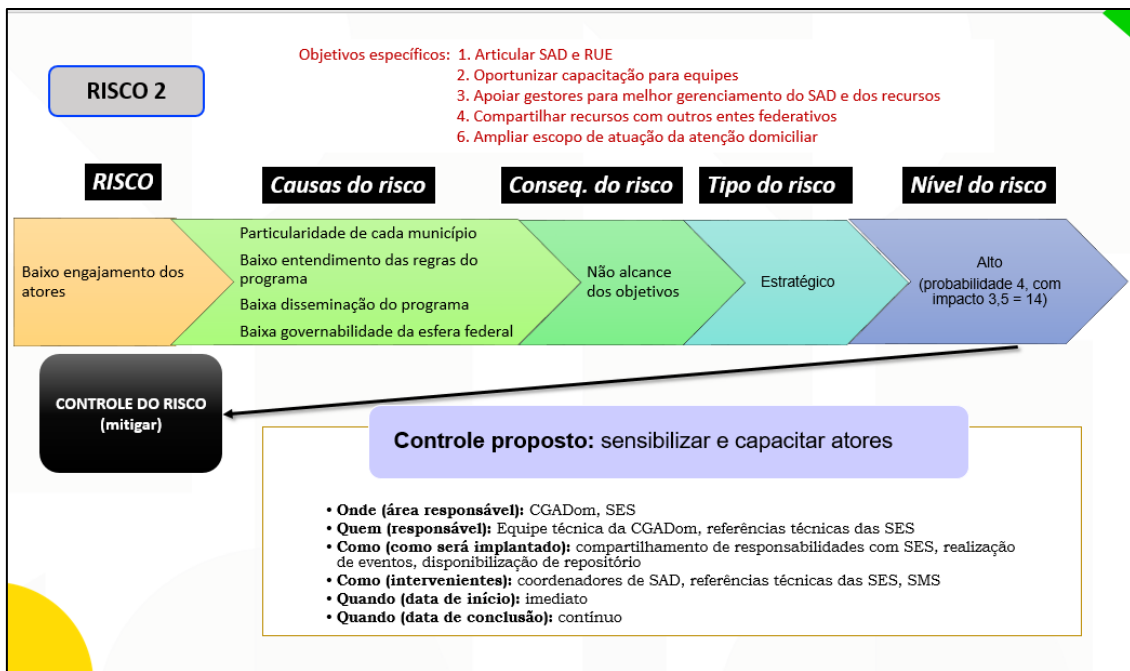 Objetivos específicos: 1. Articular SAD e RUE
2. Oportunizar capacitação para equipes
3. Apoiar gestores para melhor gerenciamento do SAD e dos recursos
4. Compartilhar recursos com outros entes federativos
6. Ampliar escopo de atuação da atenção domiciliar
RISCO 2
RISCO
Causas do risco
Conseq. do risco
Tipo do risco
Nível do risco
Baixo engajamento dos
atores
Particularidade de cada município
Baixo entendimento das regras do
programa
Baixa disseminação do programa
Baixa governabilidade da esfera federal
Não alcance
dos objetivos
Estratégico
Alto
(probabilidade 4, com
impacto 3,5 = 14)
CONTROLE DO RISCO
(mitigar)
Controle proposto: sensibilizar e capacitar atores
• Onde (área responsável): CGADom, SES
• Quem (responsável): Equipe técnica da CGADom, referências técnicas das SES
• Como (como será implantado): compartilhamento de responsabilidades com SES, realização
de eventos, disponibilização de repositório
• Como (intervenientes): coordenadores de SAD, referências técnicas das SES, SMS
• Quando (data de início): imediato
• Quando (data de conclusão): contínuo